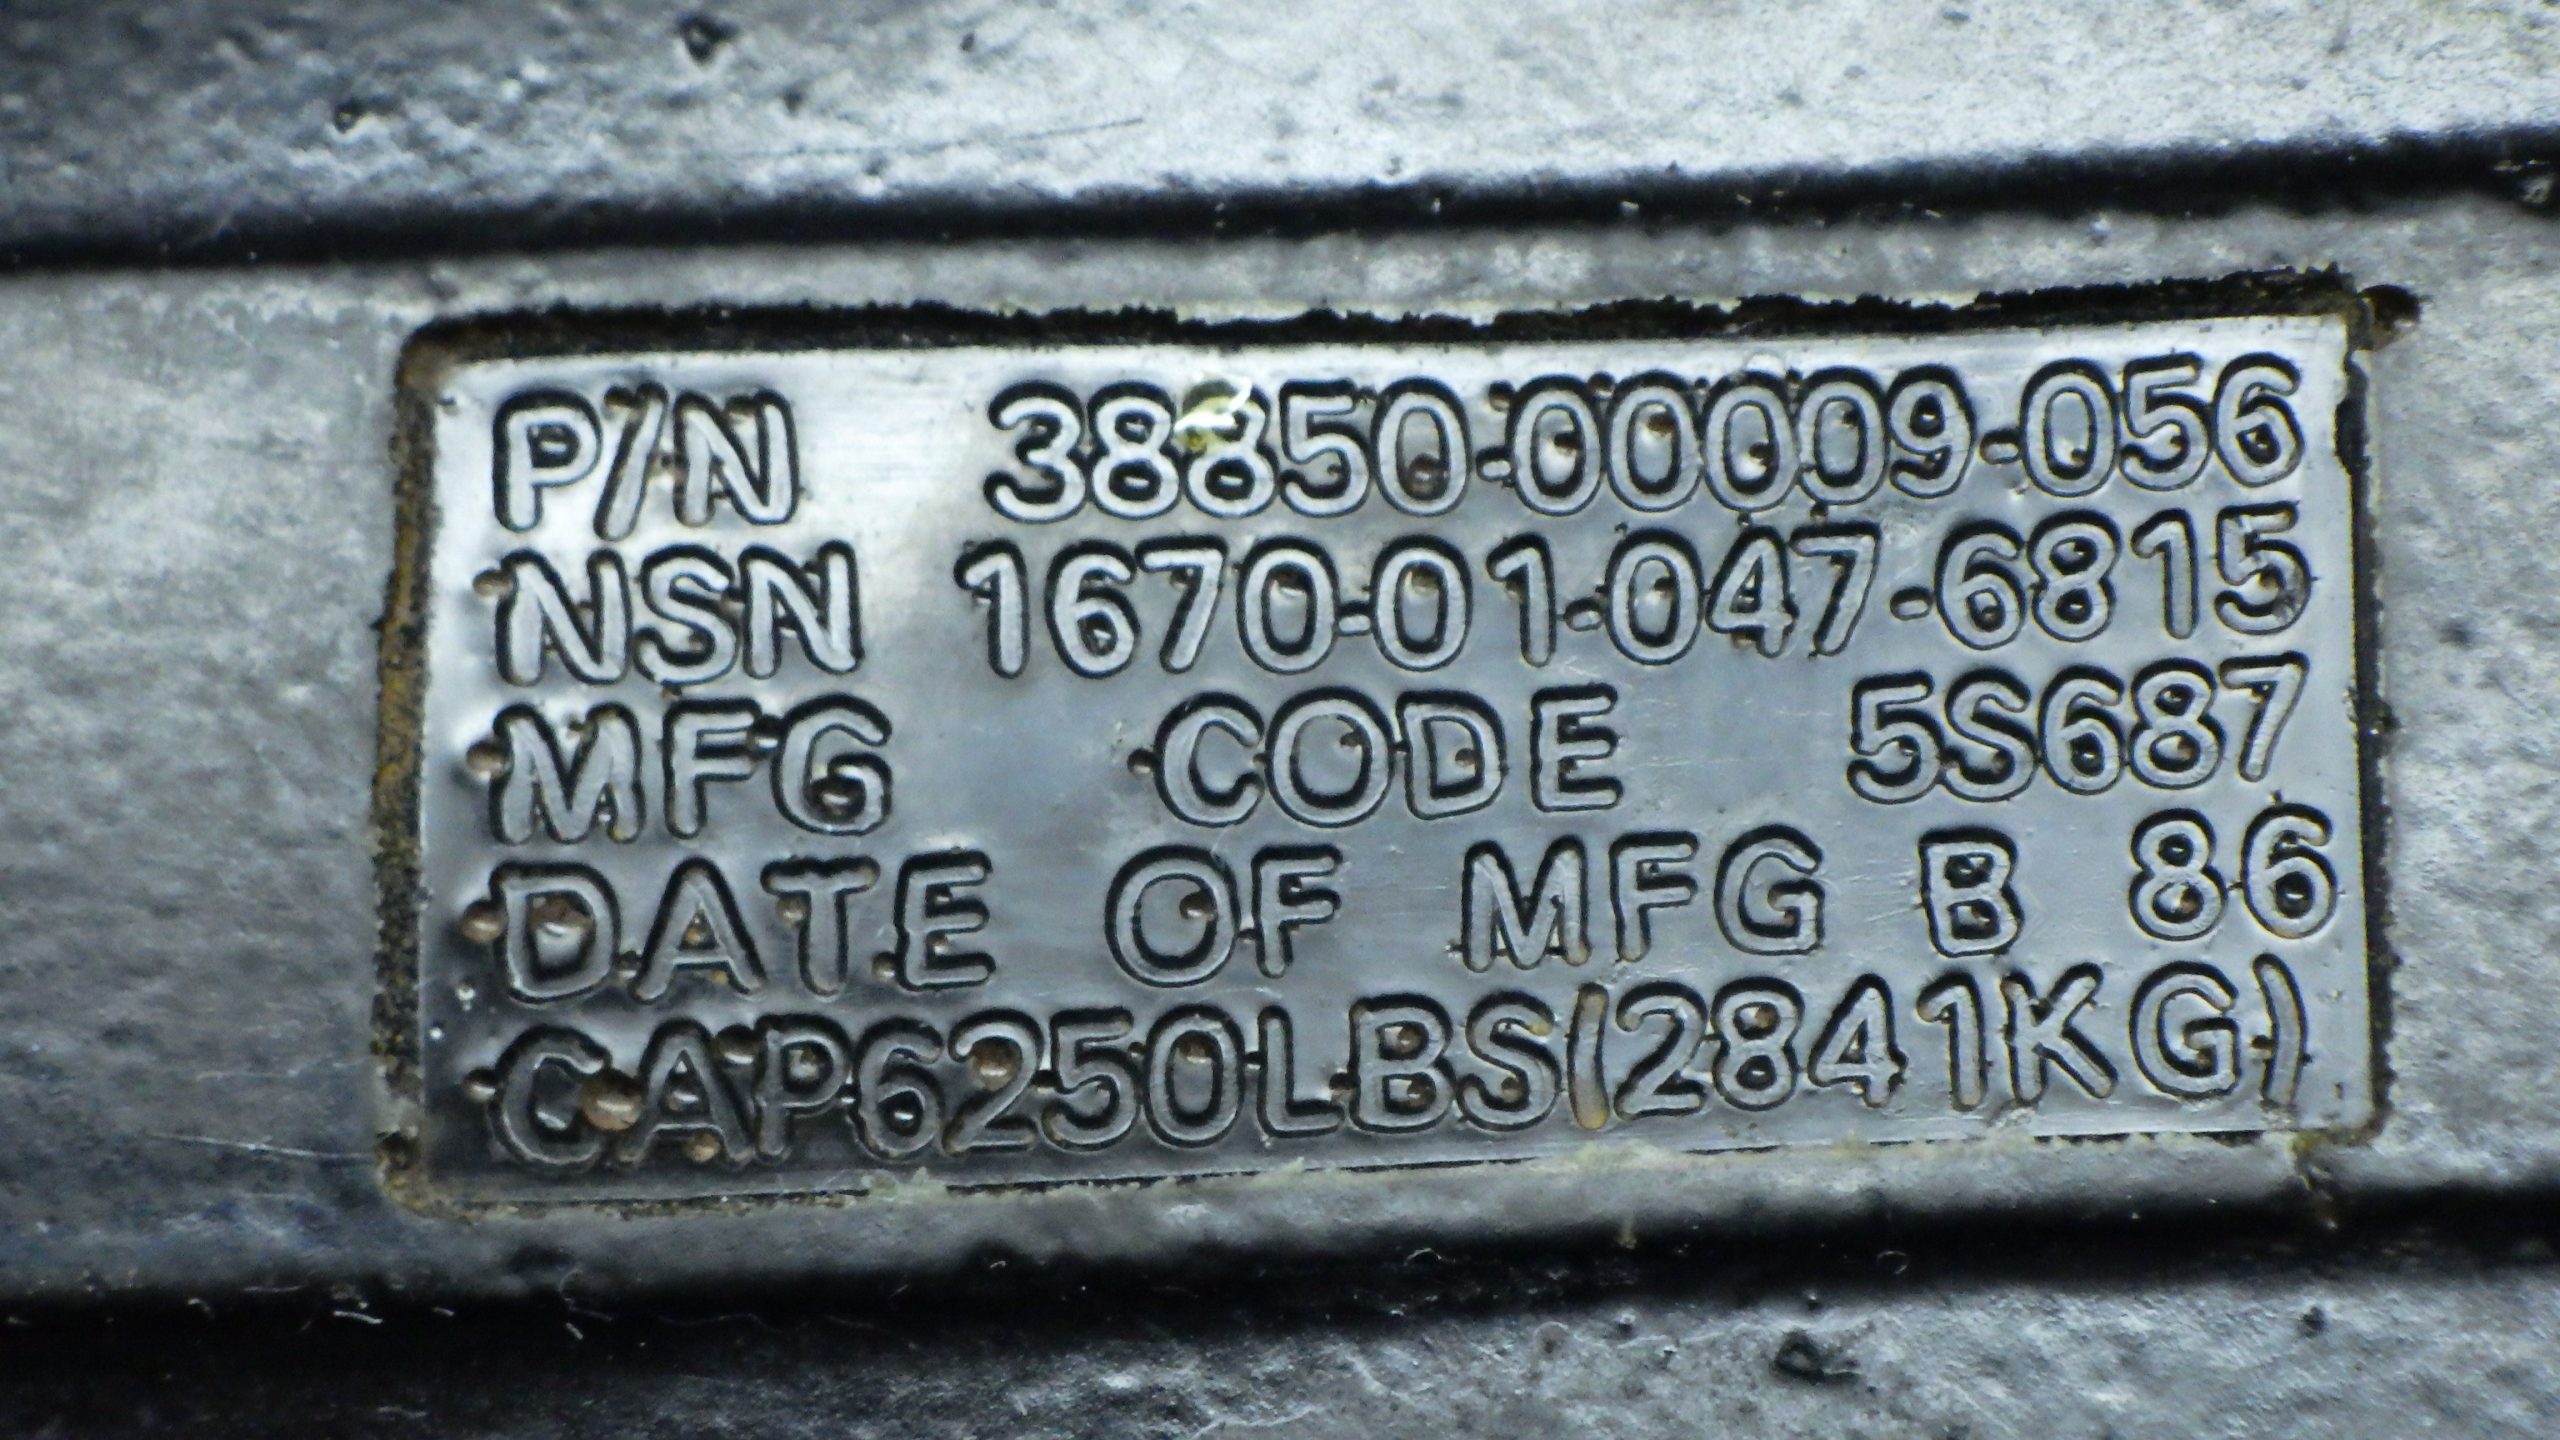 P/N 38850-00009-056
NSN 1670-01-047-6815
MFG CODE 5S687
DATE OF MFG B 86
CAP6250LBS(2841KG)